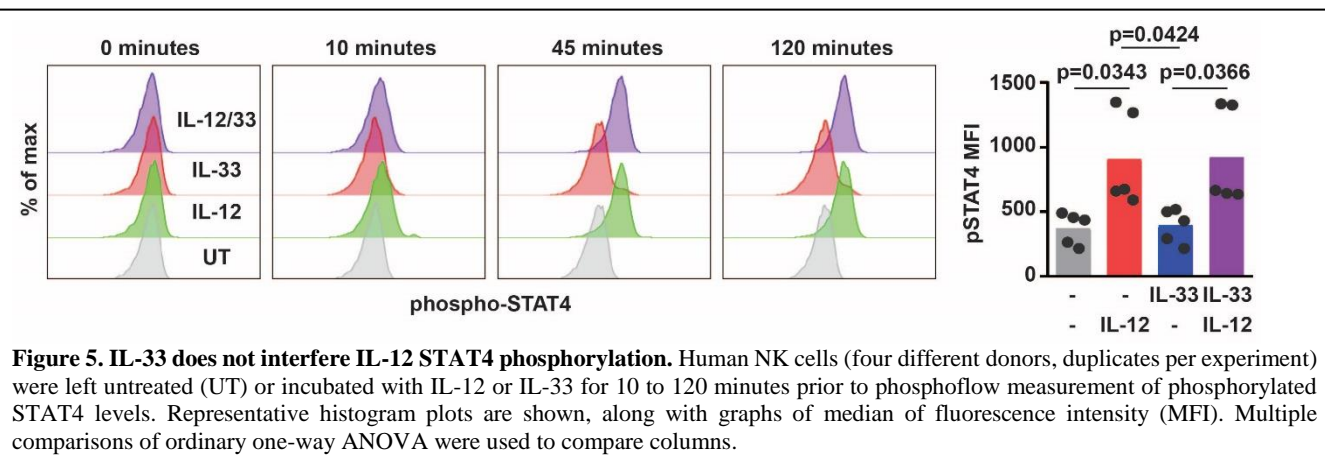 0 minutes
10 minutes
45 minutes
120 minutes
% of max
IL-12/33
IL-33
IL-12
UT
phospho-STAT4
p=0.0424
p=0.0343
p=0.0366
pSTAT4 MFI
1500
1000
500
0
- - IL-33 IL-33
- IL-12 - IL-12
Figure 5. IL-33 does not interfere IL-12 STAT4 phosphorylation. Human NK cells (four different donors, duplicates per experiment)
were left untreated (UT) or incubated with IL-12 or IL-33 for 10 to 120 minutes prior to phosphoflow measurement of phosphorylated
STAT4 levels. Representative histogram plots are shown, along with graphs of median of fluorescence intensity (MFI). Multiple
comparisons of ordinary one-way ANOVA were used to compare columns.